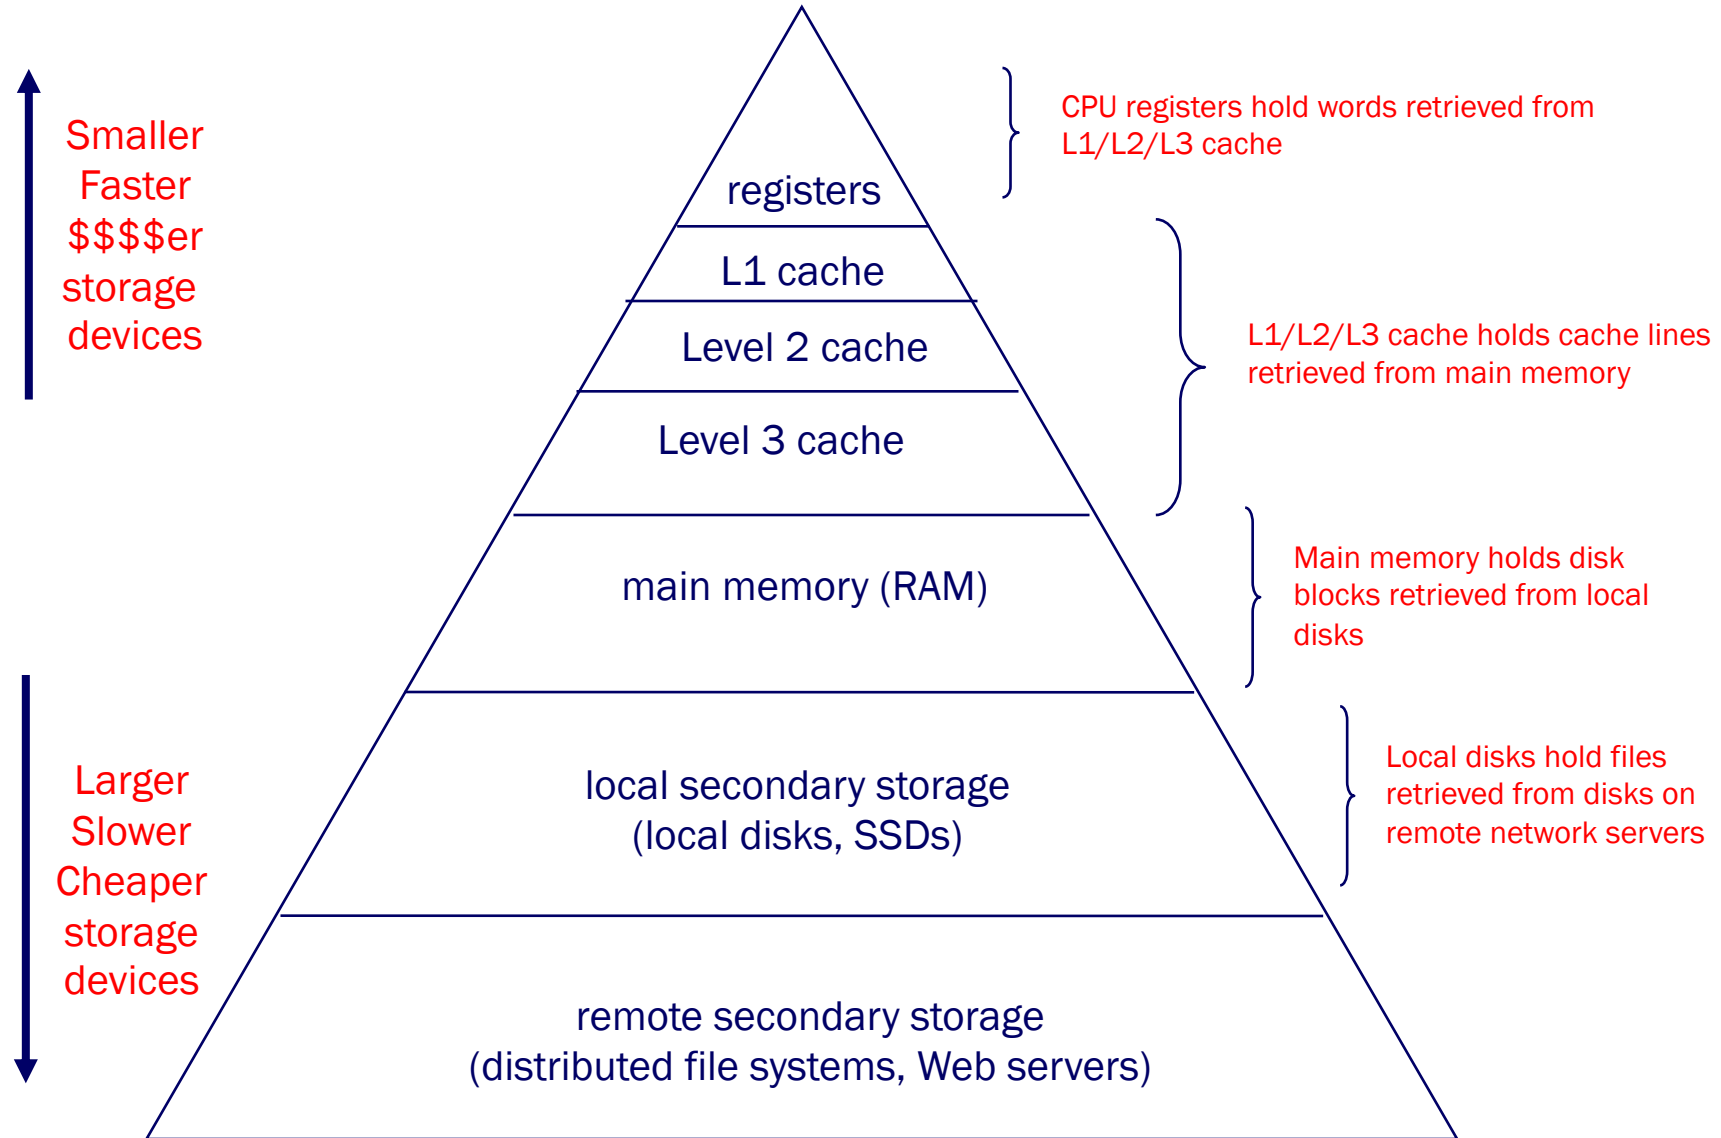 Smaller
Faster
$$$$er
storage
devices
Larger
Slower
Cheaper
storage
devices
registers
L1 cache
Level 2 cache
Level 3 cache
main memory (RAM)
local secondary storage
(local disks, SSDs)
remote secondary storage
(distributed file systems, Web servers)
CPU registers hold words retrieved from
L1/L2/L3 cache
L1/L2/L3 cache holds cache lines
retrieved from main memory
Main memory holds disk
blocks retrieved from local
disks
Local disks hold files
retrieved from disks on
remote network servers